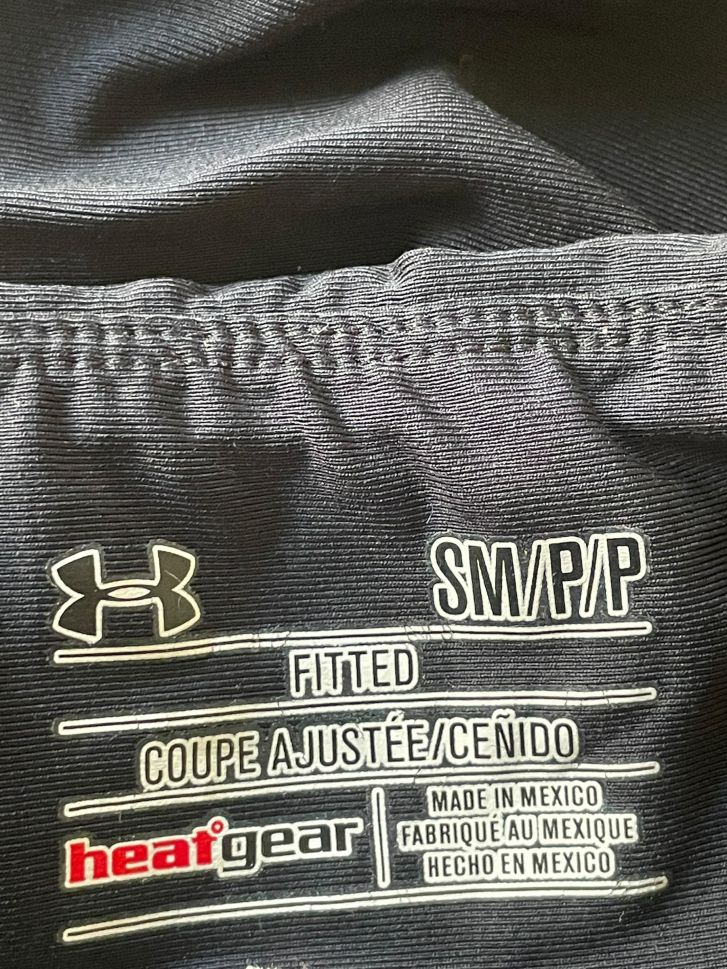 SM/P/P
FITTED
COUPE AJUSTÉE/CEÑIDO
heatgear
MADE IN MEXICO
FABRIQUÉ AU MEXIQUE
HECHO EN MEXICO